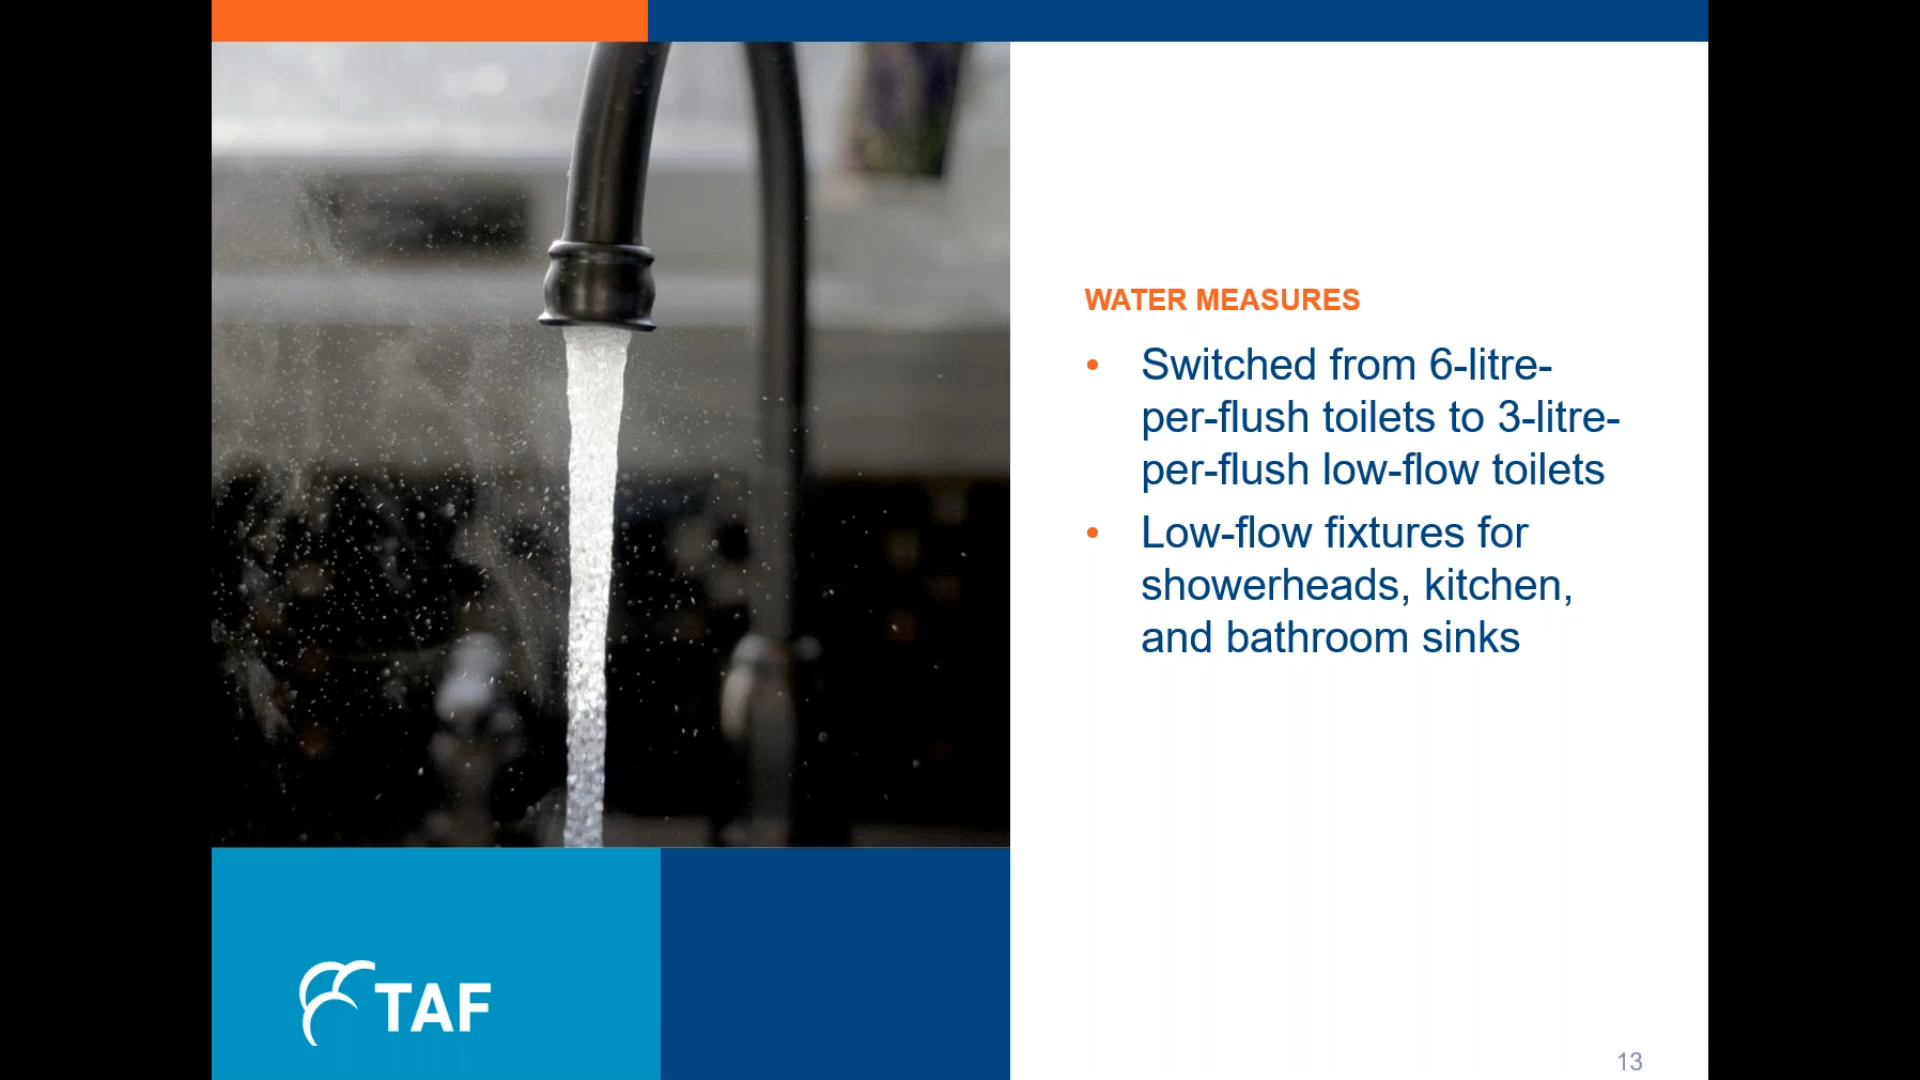 WATER MEASURES
• Switched from 6-litre-
per-flush toilets to 3-litre-
per-flush low-flow toilets
• Low-flow fixtures for
showerheads, kitchen,
and bathroom sinks
TAF
13